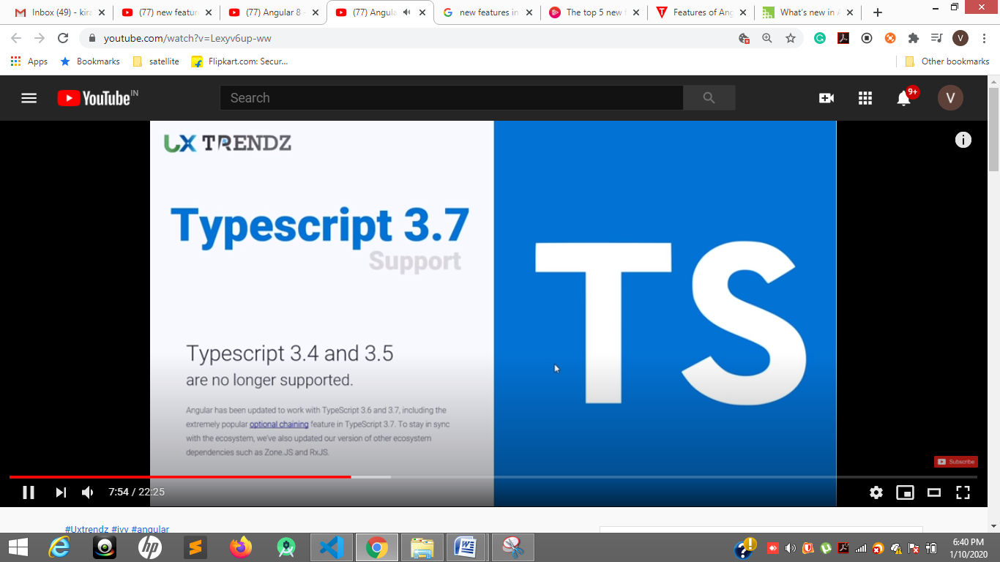 Inbox (49) - kira
(77) new featur
(77) Angular 8 -
(77) Angula
new features in
The top 5 new f
Features of Ang
What's new in A
youtube.com/watch?v=Lexyv6up-ww
V
Apps
Bookmarks
satellite
Flipkart.com: Secur...
Other bookmarks
YouTube IN
Search
9+
V
UX TRENDZ
Typescript 3.7
Support
TS
Typescript 3.4 and 3.5
are no longer supported.
Angular has been updated to work with TypeScript 3.6 and 3.7, including the
extremely popular optional chaining feature in TypeScript 3.7. To stay in sync
with the ecosystem, we've also updated our version of other ecosystem
dependencies such as Zone.JS and RxJS.
Subscribe
7:54 / 22:25
#Uxtrendz #ivy #angular
6:40 PM
1/10/2020